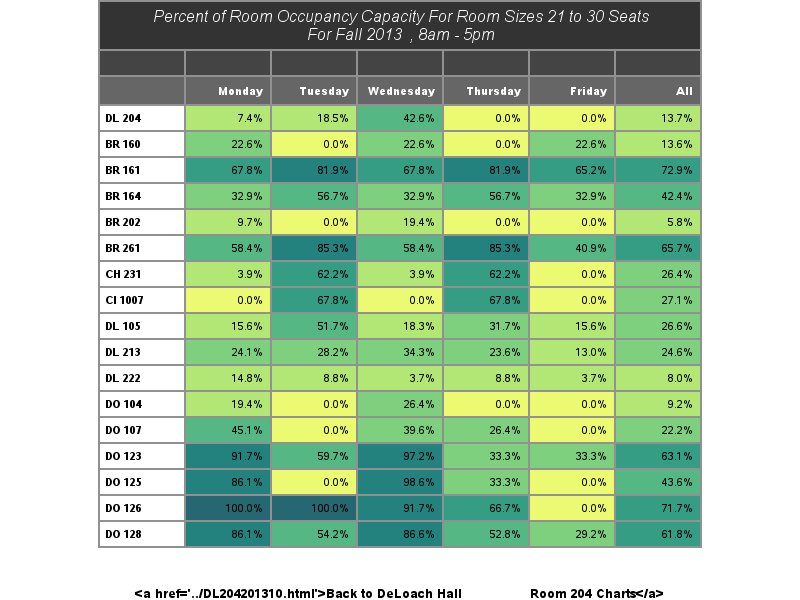 Percent of Room Occupancy Capacity For Room Sizes 21 to 30 Seats
For Fall 2013 , 8am - 5pm
Monday Tuesday Wednesday Thursday Friday All
DL 204 7.4% 18.5% 42.6% 0.0% 0.0% 13.7%
BR 160 22.6% 0.0% 22.6% 0.0% 22.6% 13.6%
BR 161 67.8% 81.9% 67.8% 81.9% 65.2% 72.9%
BR 164 32.9% 56.7% 32.9% 56.7% 32.9% 42.4%
BR 202 9.7% 0.0% 19.4% 0.0% 0.0% 5.8%
BR 261 58.4% 85.3% 58.4% 85.3% 40.9% 65.7%
CH 231 3.9% 62.2% 3.9% 62.2% 0.0% 26.4%
CI 1007 0.0% 67.8% 0.0% 67.8% 0.0% 27.1%
DL 105 15.6% 51.7% 18.3% 31.7% 15.6% 26.6%
DL 213 24.1% 28.2% 34.3% 23.6% 13.0% 24.6%
DL 222 14.8% 8.8% 3.7% 8.8% 3.7% 8.0%
DO 104 19.4% 0.0% 26.4% 0.0% 0.0% 9.2%
DO 107 45.1% 0.0% 39.6% 26.4% 0.0% 22.2%
DO 123 91.7% 59.7% 97.2% 33.3% 33.3% 63.1%
DO 125 86.1% 0.0% 98.6% 33.3% 0.0% 43.6%
DO 126 100.0% 100.0% 91.7% 66.7% 0.0% 71.7%
DO 128 86.1% 54.2% 86.6% 52.8% 29.2% 61.8%
<a href='../DL204201310.html'>Back to DeLoach Hall Room 204 Charts</a>